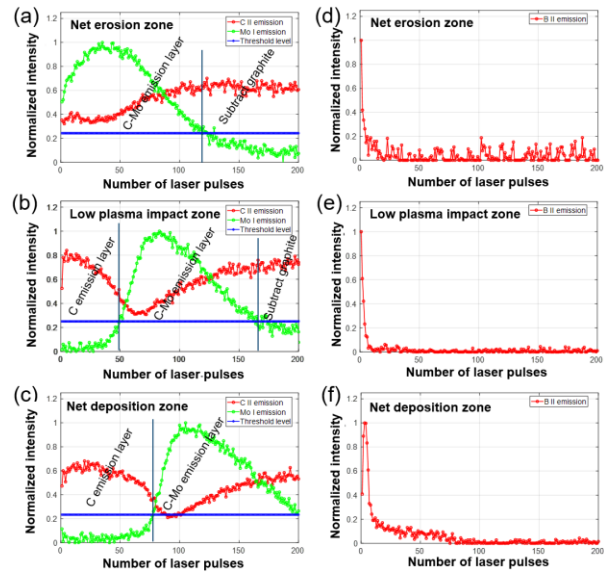 (a)
Net erosion zone
C II emission
Mo I emission
Threshold level
C-Mo emission layer
Subtract graphite
Normalized intensity
1.2
1
0.8
0.6
0.4
0.2
0
0 50 100 150 200
Number of laser pulses
(b)
Low plasma impact zone
C II emission
Mo I emission
Threshold level
C emission layer
C-Mo emission layer
Subtract graphite
Normalized intensity
1.2
1
0.8
0.6
0.4
0.2
0
0 50 100 150 200
Number of laser pulses
(c)
Net deposition zone
C II emission
Mo I emission
Threshold level
C emission layer
C-Mo emission layer
Normalized intensity
1.2
1
0.8
0.6
0.4
0.2
0
0 50 100 150 200
Number of laser pulses
(d)
Net erosion zone
B II emission
Normalized intensity
1.2
1
0.8
0.6
0.4
0.2
0
0 50 100 150 200
Number of laser pulses
(e)
Low plasma impact zone
B II emission
Normalized intensity
1.2
1
0.8
0.6
0.4
0.2
0
0 50 100 150 200
Number of laser pulses
(f)
Net deposition zone
B II emission
Normalized intensity
1.2
1
0.8
0.6
0.4
0.2
0
0 50 100 150 200
Number of laser pulses